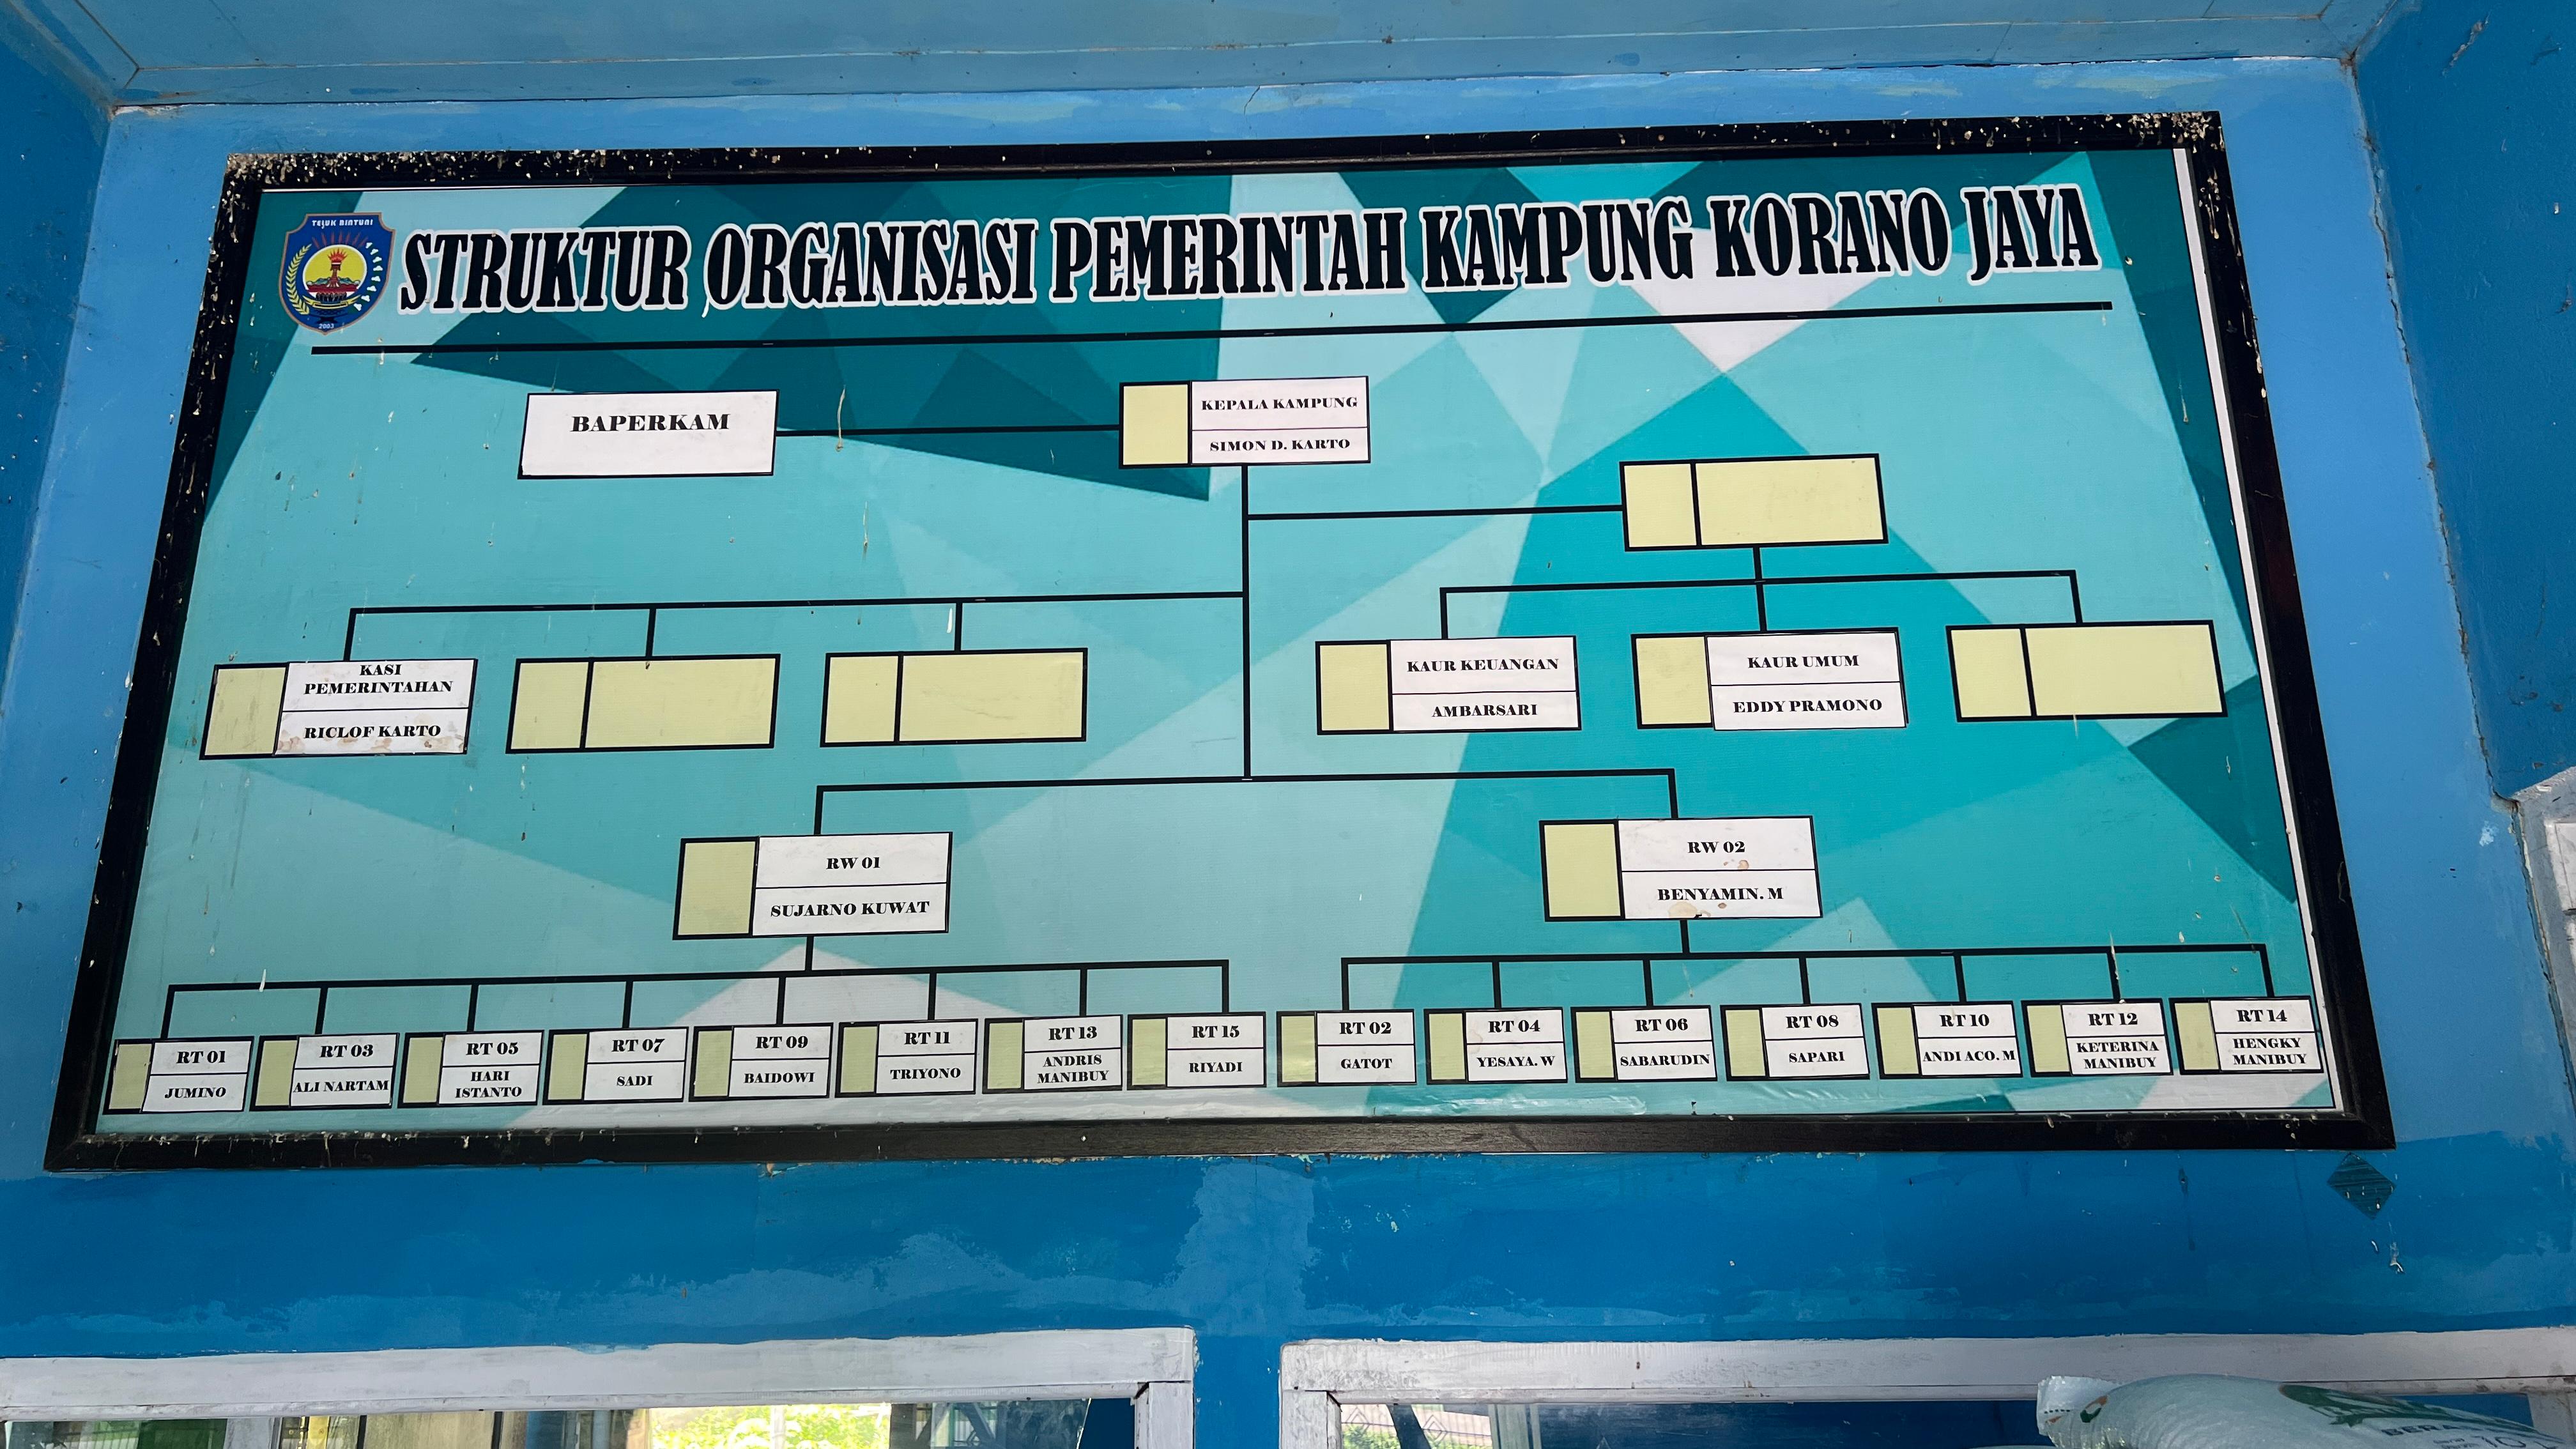 TELUK BINTUNI
2003
STRUKTUR ORGANISASI PEMERINTAH KAMPUNG KORANO JAYA
BAPERKAM
KEPALA KAMPUNG
SIMON D. KARTO
KASI
PEMERINTAHAN
RICLOF KARTO
KAUR KEUANGAN
AMBARSARI
KAUR UMUM
EDDY PRAMONO
RW 01
SUJARNO KUWAT
RW 02
BENYAMIN. M
RT 01
JUMINO
RT 03
ALI NARTAM
RT 05
HARI
ISTANTO
RT 07
SADI
RT 09
BAIDOWI
RT 11
TRIYONO
RT 13
ANDRIS
MANIBUY
RT 15
RIYADI
RT 02
GATOT
RT 04
YESAYA. W
RT 06
SABARUDIN
RT 08
SAPARI
RT 10
ANDI ACO. M
RT 12
KETERINA
MANIBUY
RT 14
HENGKY
MANIBUY